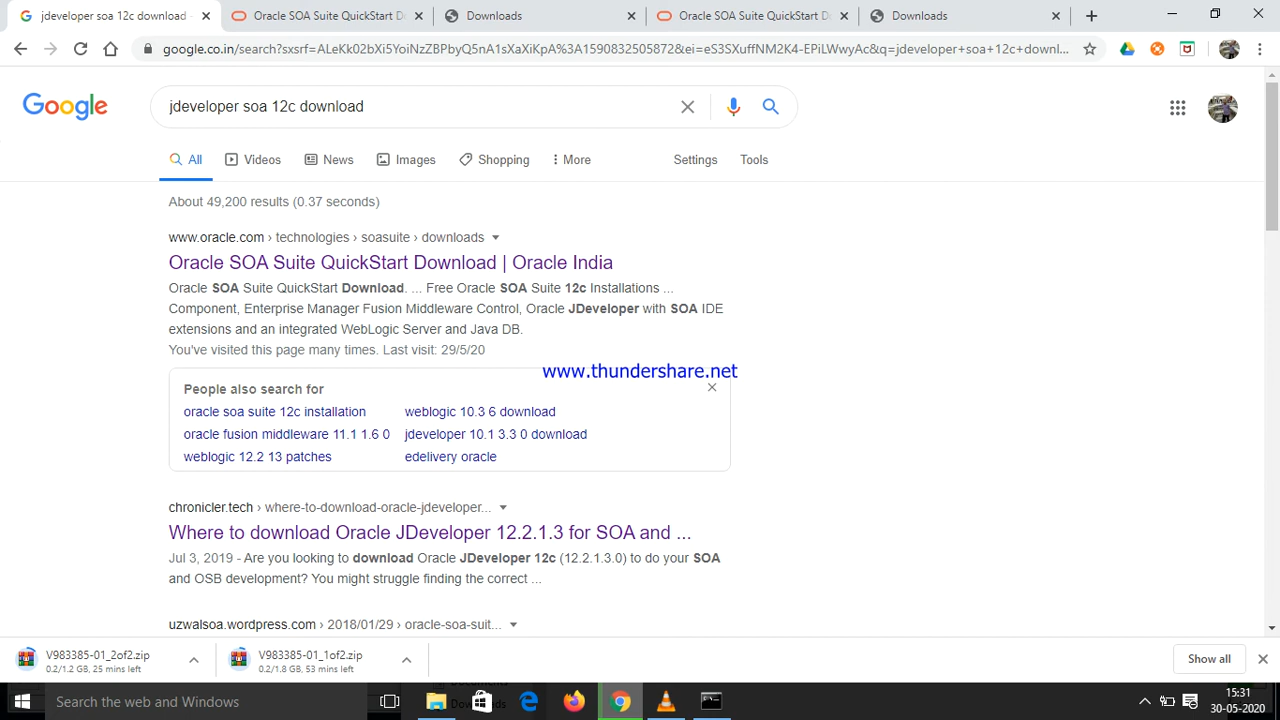 jdeveloper soa 12c download
Oracle SOA Suite QuickStart D
Downloads
Oracle SOA Suite QuickStart D
Downloads
google.co.in/search?sxsrf=ALeKk02bXi5YoiNzZBPbyQ5nA1sXaXiKpA%3A1590832505872&ei=eS3SXuffNM2K4-EPiLWwyAc&q=jdeveloper+soa+12c+downl...
Google
jdeveloper soa 12c download
All
Videos
News
Images
Shopping
More
Settings
Tools
About 49,200 results (0.37 seconds)
www.oracle.com › technologies › soasuite › downloads
Oracle SOA Suite QuickStart Download | Oracle India
Oracle SOA Suite QuickStart Download. ... Free Oracle SOA Suite 12c Installations ...
Component, Enterprise Manager Fusion Middleware Control, Oracle JDeveloper with SOA IDE
extensions and an integrated WebLogic Server and Java DB.
You've visited this page many times. Last visit: 29/5/20
www.thundershare.net
People also search for
oracle soa suite 12c installation
weblogic 10.3 6 download
oracle fusion middleware 11.1 1.6 0
jdeveloper 10.1 3.3 0 download
weblogic 12.2 13 patches
edelivery oracle
chronicler.tech › where-to-download-oracle-jdeveloper...
Where to download Oracle JDeveloper 12.2.1.3 for SOA and ...
Jul 3, 2019 - Are you looking to download Oracle JDeveloper 12c (12.2.1.3.0) to do your SOA
and OSB development? You might struggle finding the correct ...
uzwalsoa.wordpress.com › 2018/01/29 › oracle-soa-suit...
V983385-01_2of2.zip
0.2/1.2 GB, 25 mins left
V983385-01_1of2.zip
0.2/1.8 GB, 53 mins left
Show all
Search the web and Windows
15:31
30-05-2020